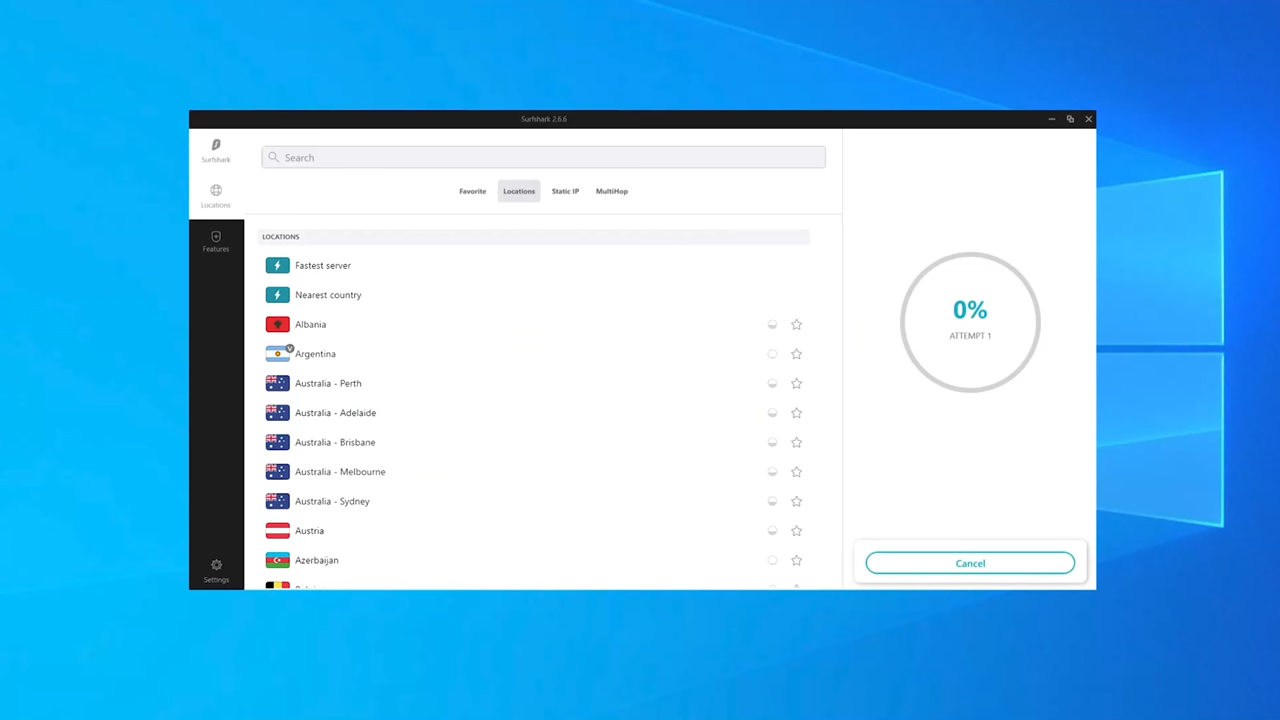 Surfshark 2.6.6
Surfshark
Search
Locations
Favorite Locations Static IP MultiHop
Features
LOCATIONS
Fastest server
Nearest country
Albania
V
Argentina
Australia - Perth
Australia - Adelaide
Australia - Brisbane
Australia - Melbourne
Australia - Sydney
Austria
Azerbaijan
Settings
0%
ATTEMPT 1
Cancel